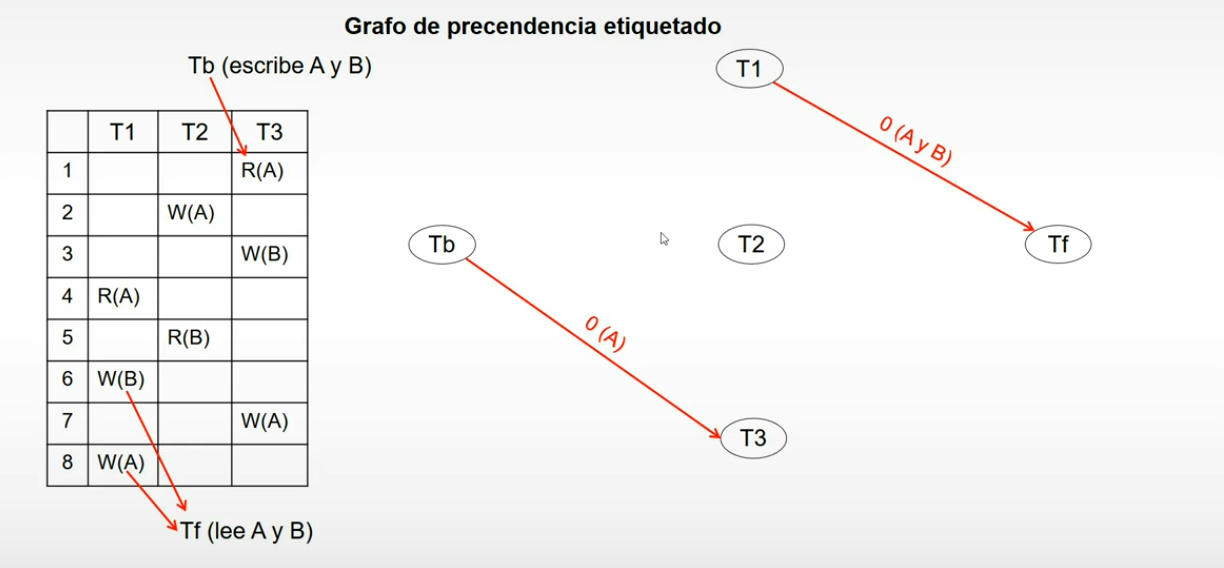 Grafo de precendencia etiquetado
Tb (escribe A y B)
T1 T2 T3
1 R(A)
2 W(A)
3 W(B)
4 R(A)
5 R(B)
6 W(B)
7 W(A)
8 W(A)
Tf (lee A y B)
T1
0 (A y B)
Tb
T2
Tf
0 (A)
T3